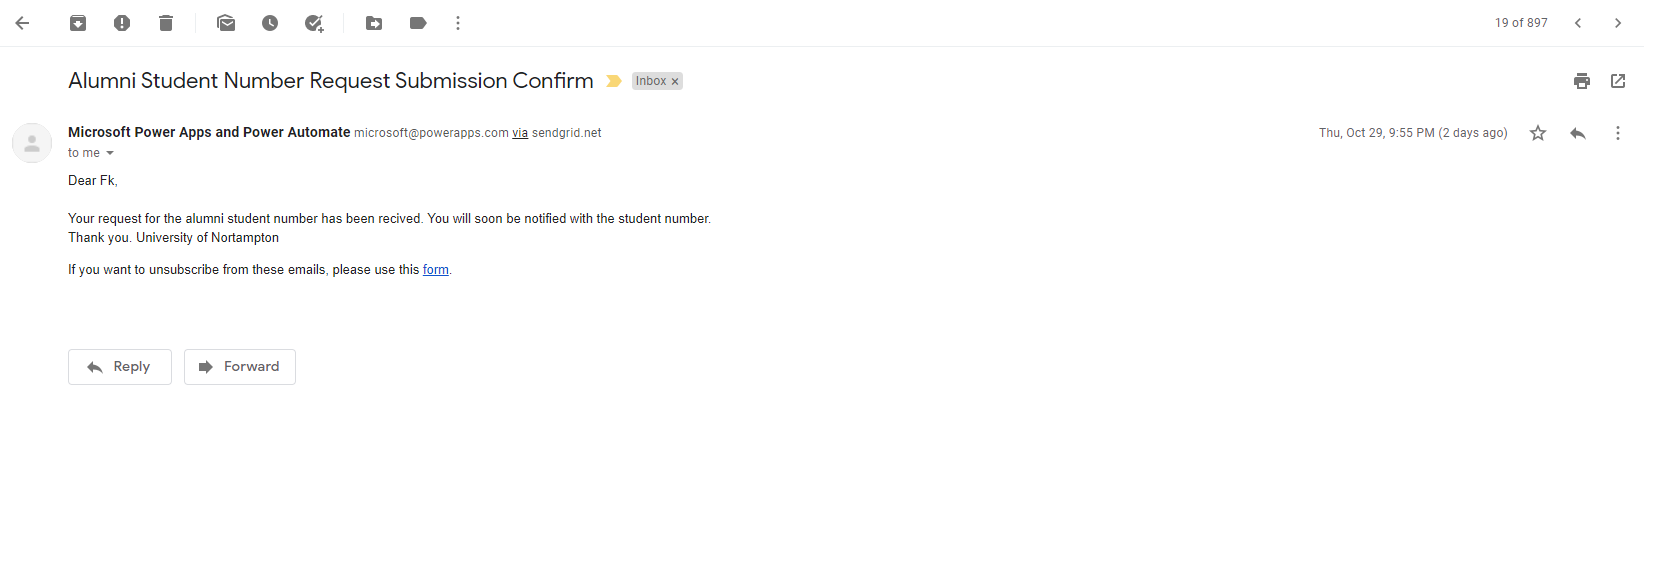 19 of 897
Alumni Student Number Request Submission Confirm Inbox ×
Microsoft Power Apps and Power Automate microsoft@powerapps.com via sendgrid.net Thu, Oct 29, 9:55 PM (2 days ago)
to me
Dear Fk,
Your request for the alumni student number has been recived. You will soon be notified with the student number.
Thank you. University of Nortampton
If you want to unsubscribe from these emails, please use this form.
Reply Forward